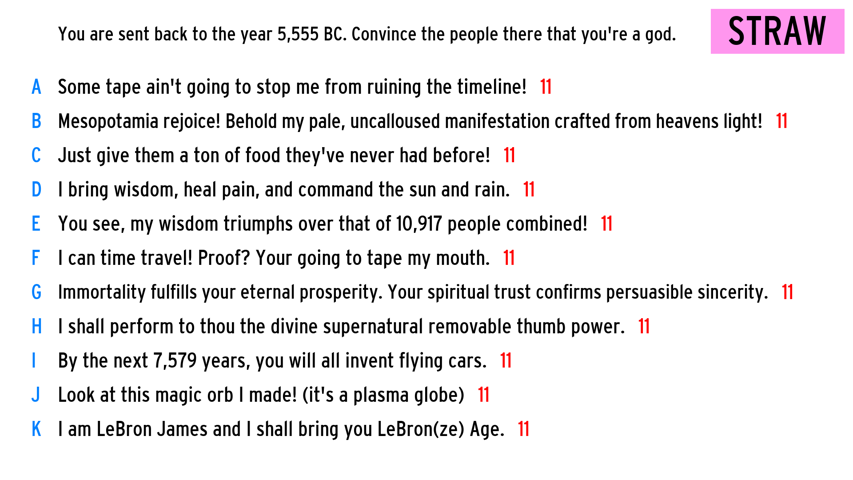 You are sent back to the year 5,555 BC. Convince the people there that you're a god.
STRAW
A Some tape ain't going to stop me from ruining the timeline! 11
B Mesopotamia rejoice! Behold my pale, uncalloused manifestation crafted from heavens light! 11
C Just give them a ton of food they've never had before! 11
D I bring wisdom, heal pain, and command the sun and rain. 11
E You see, my wisdom triumphs over that of 10,917 people combined! 11
F I can time travel! Proof? Your going to tape my mouth. 11
G Immortality fulfills your eternal prosperity. Your spiritual trust confirms persuasible sincerity. 11
H I shall perform to thou the divine supernatural removable thumb power. 11
I By the next 7,579 years, you will all invent flying cars. 11
J Look at this magic orb I made! (it's a plasma globe) 11
K I am LeBron James and I shall bring you LeBron(ze) Age. 11